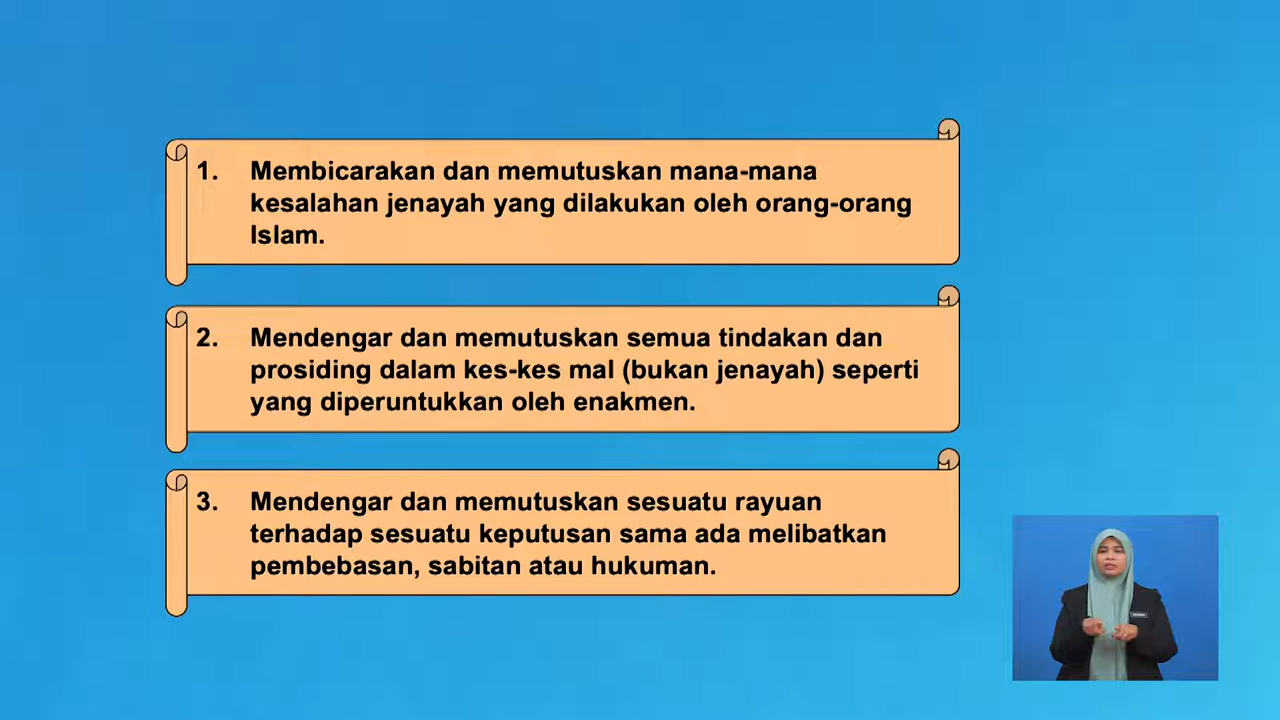 1. Membicarakan dan memutuskan mana-mana
kesalahan jenayah yang dilakukan oleh orang-orang
Islam.
2. Mendengar dan memutuskan semua tindakan dan
prosiding dalam kes-kes mal (bukan jenayah) seperti
yang diperuntukkan oleh enakmen.
3. Mendengar dan memutuskan sesuatu rayuan
terhadap sesuatu keputusan sama ada melibatkan
pembebasan, sabitan atau hukuman.